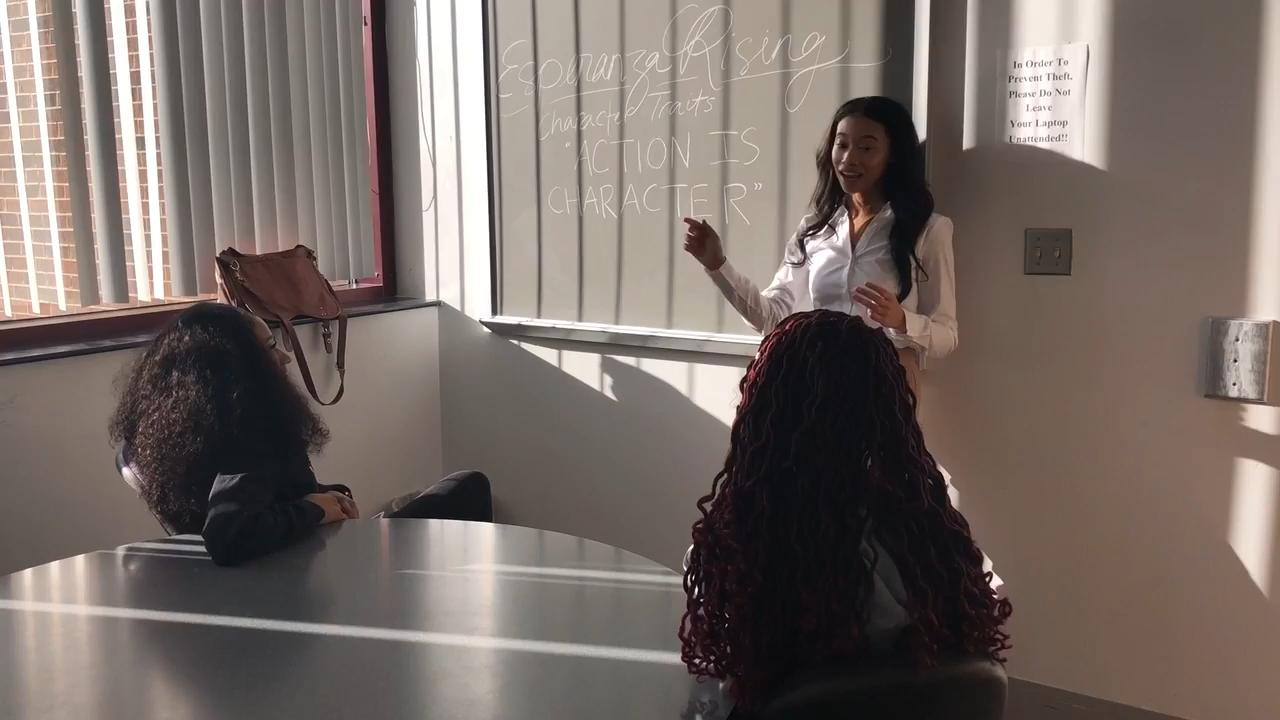 Esperanza Rising
Character Traits
"ACTION IS
CHARACTER"
In Order To
Prevent Theft,
Please Do Not
Leave
Your Laptop
Unattended!!